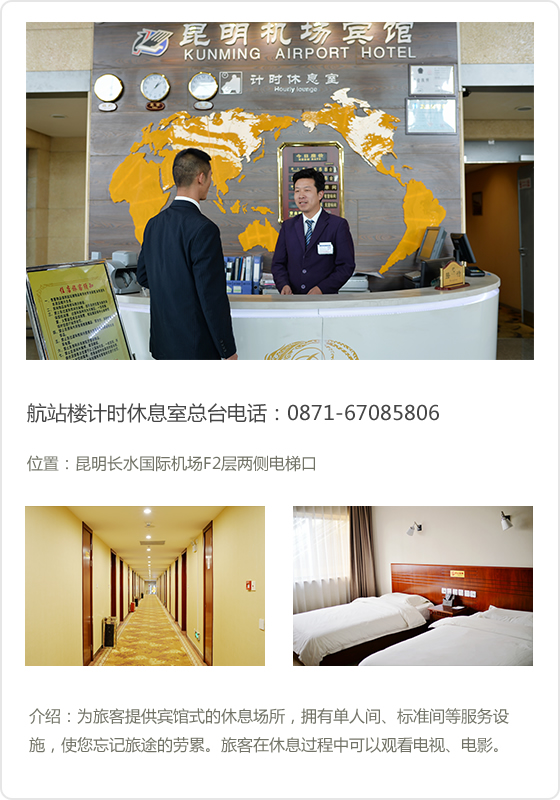 昆明机场宾馆
KUNMING AIRPORT HOTEL
计时休息室
Hourly lounge
航站楼计时休息室总台电话：0871-67085806
位置：昆明长水国际机场F2层两侧电梯口
介绍：为旅客提供宾馆式的休息场所，拥有单人间、标准间等服务设
施，使您忘记旅途的劳累。旅客在休息过程中可以观看电视、电影。